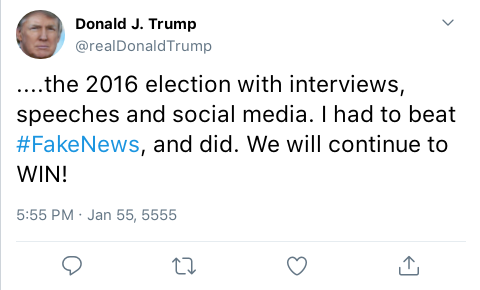 Donald J. Trump
@realDonaldTrump
....the 2016 election with interviews,
speeches and social media. I had to beat
#FakeNews, and did. We will continue to
WIN!
5:55 PM · Jan 55, 5555